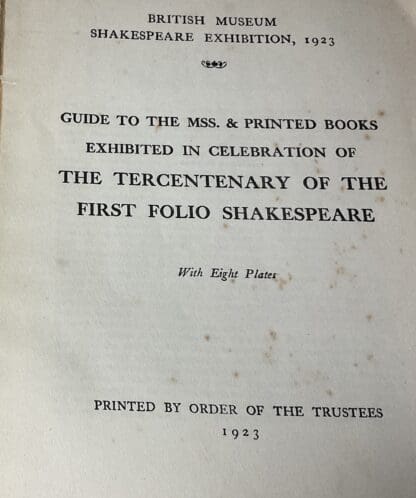 BRITISH MUSEUM
SHAKESPEARE EXHIBITION, 1923
GUIDE TO THE MSS. & PRINTED BOOKS
EXHIBITED IN CELEBRATION OF
THE TERCENTENARY OF THE
FIRST FOLIO SHAKESPEARE
With Eight Plates
PRINTED BY ORDER OF THE TRUSTEES
1923